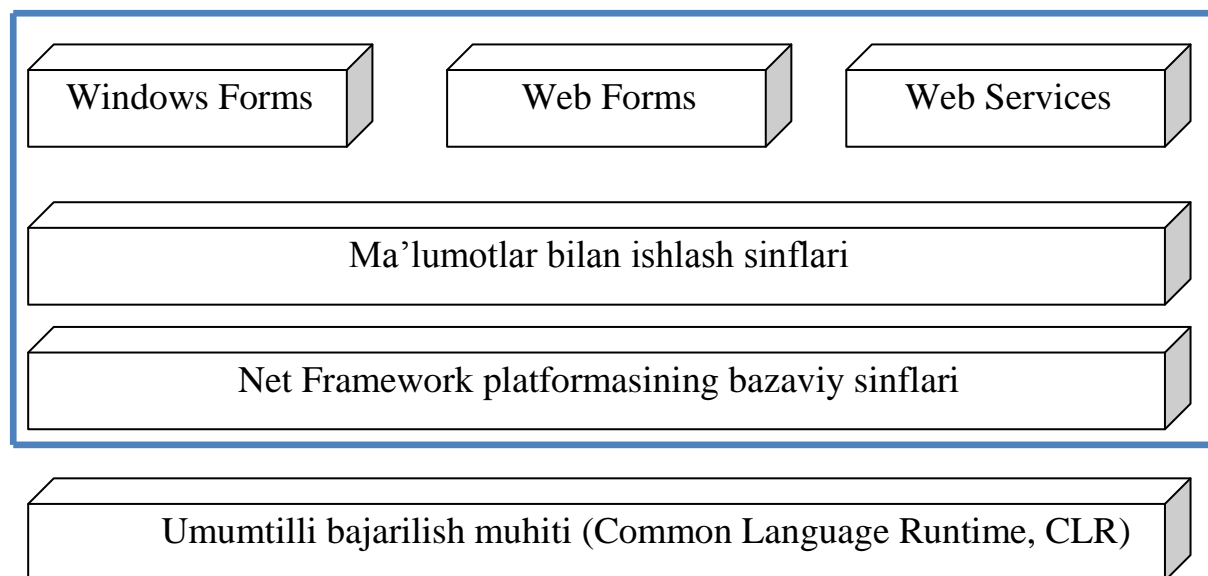 Windows Forms
Web Forms
Web Services
Ma’lumotlar bilan ishlash sinflari
Net Framework platformasining bazaviy sinflari
Umumtilli bajarilish muhiti (Common Language Runtime, CLR)